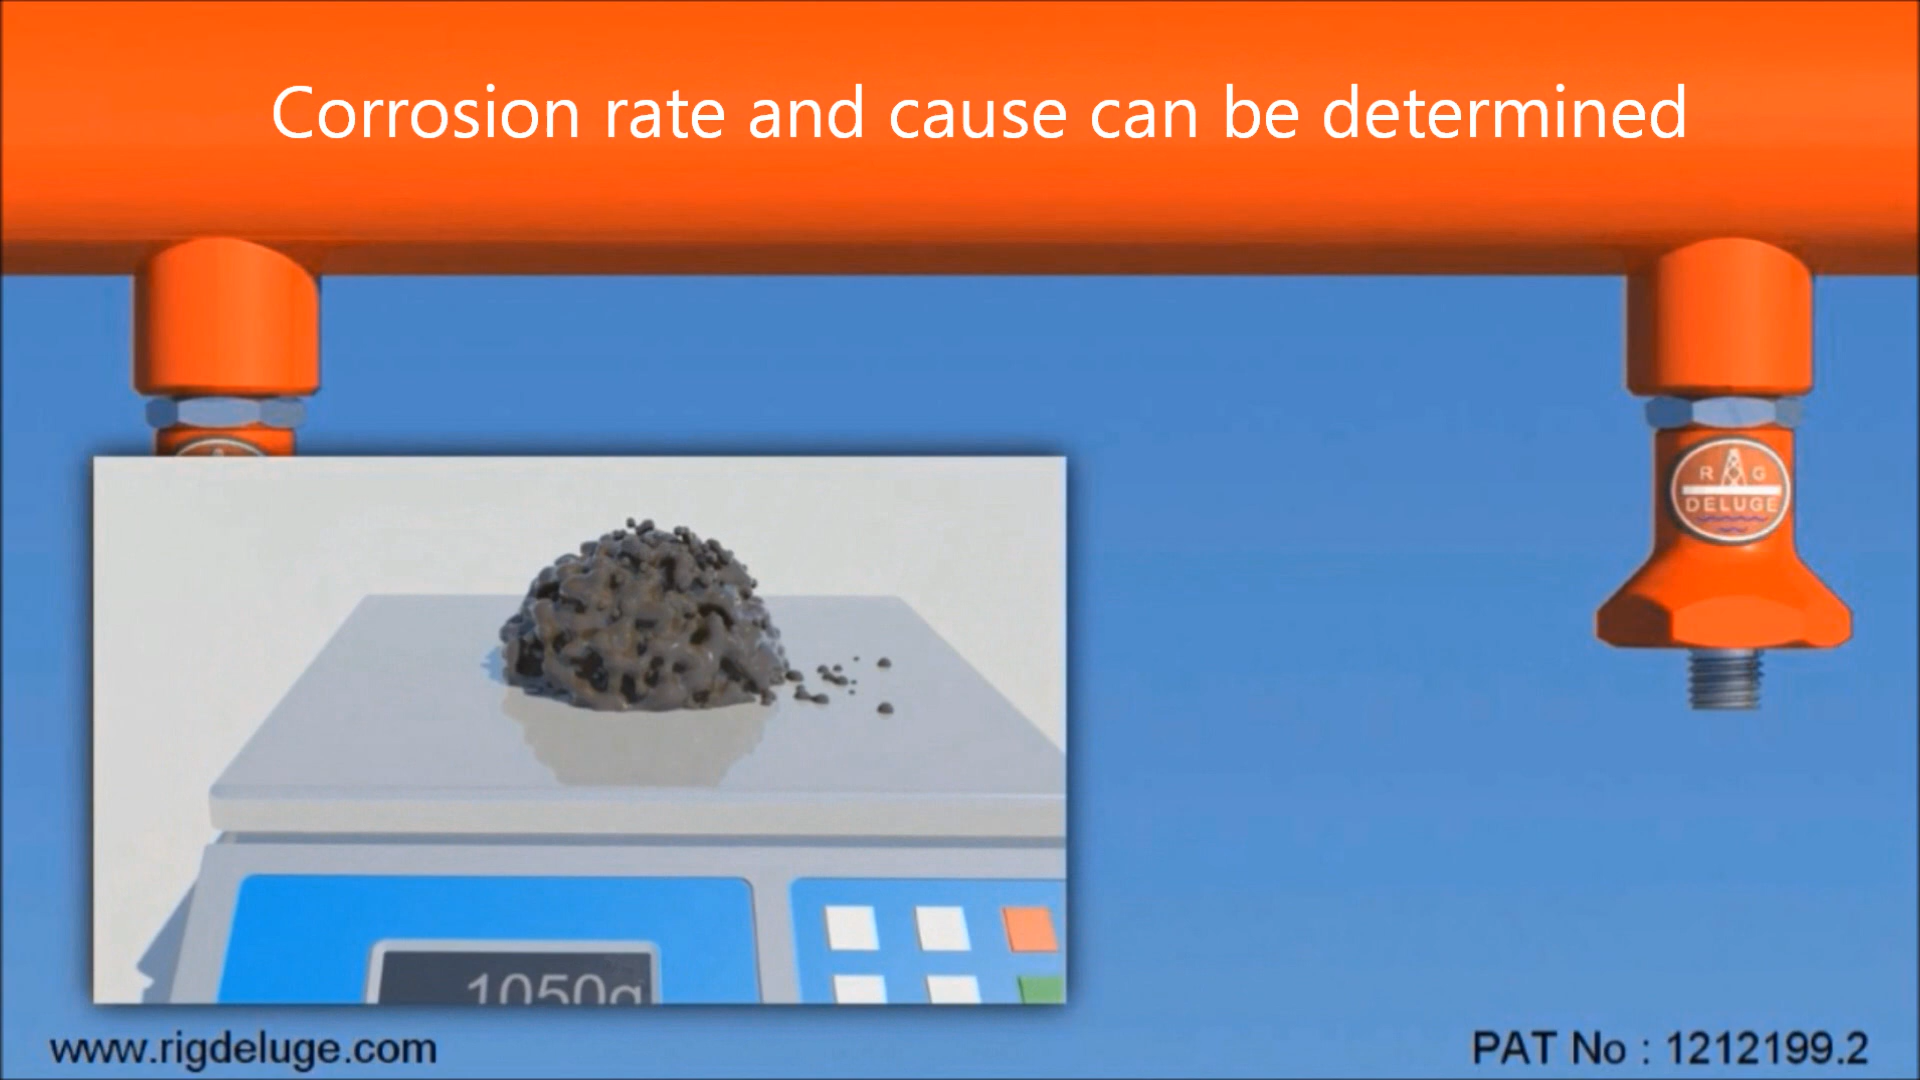 Corrosion rate and cause can be determined
R G
DELUGE
1050g
www.rigdeluge.com
PAT No : 1212199.2